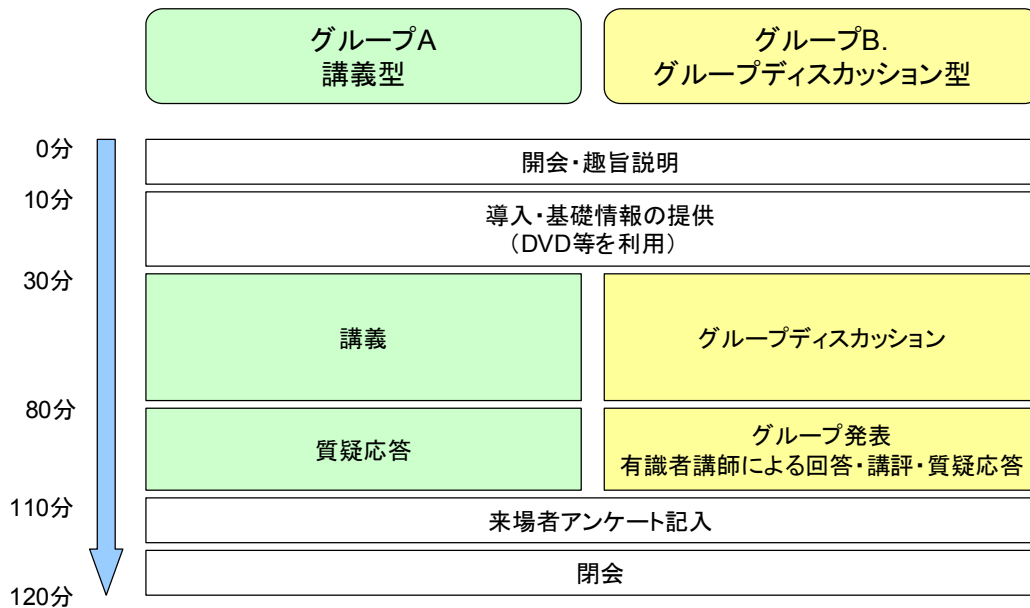 グループA
講義型
グループB.
グループディスカッション型
0分
開会・趣旨説明
10分
導入・基礎情報の提供
（DVD等を利用）
30分
講義
グループディスカッション
80分
質疑応答
グループ発表
有識者講師による回答・講評・質疑応答
110分
来場者アンケート記入
閉会
120分